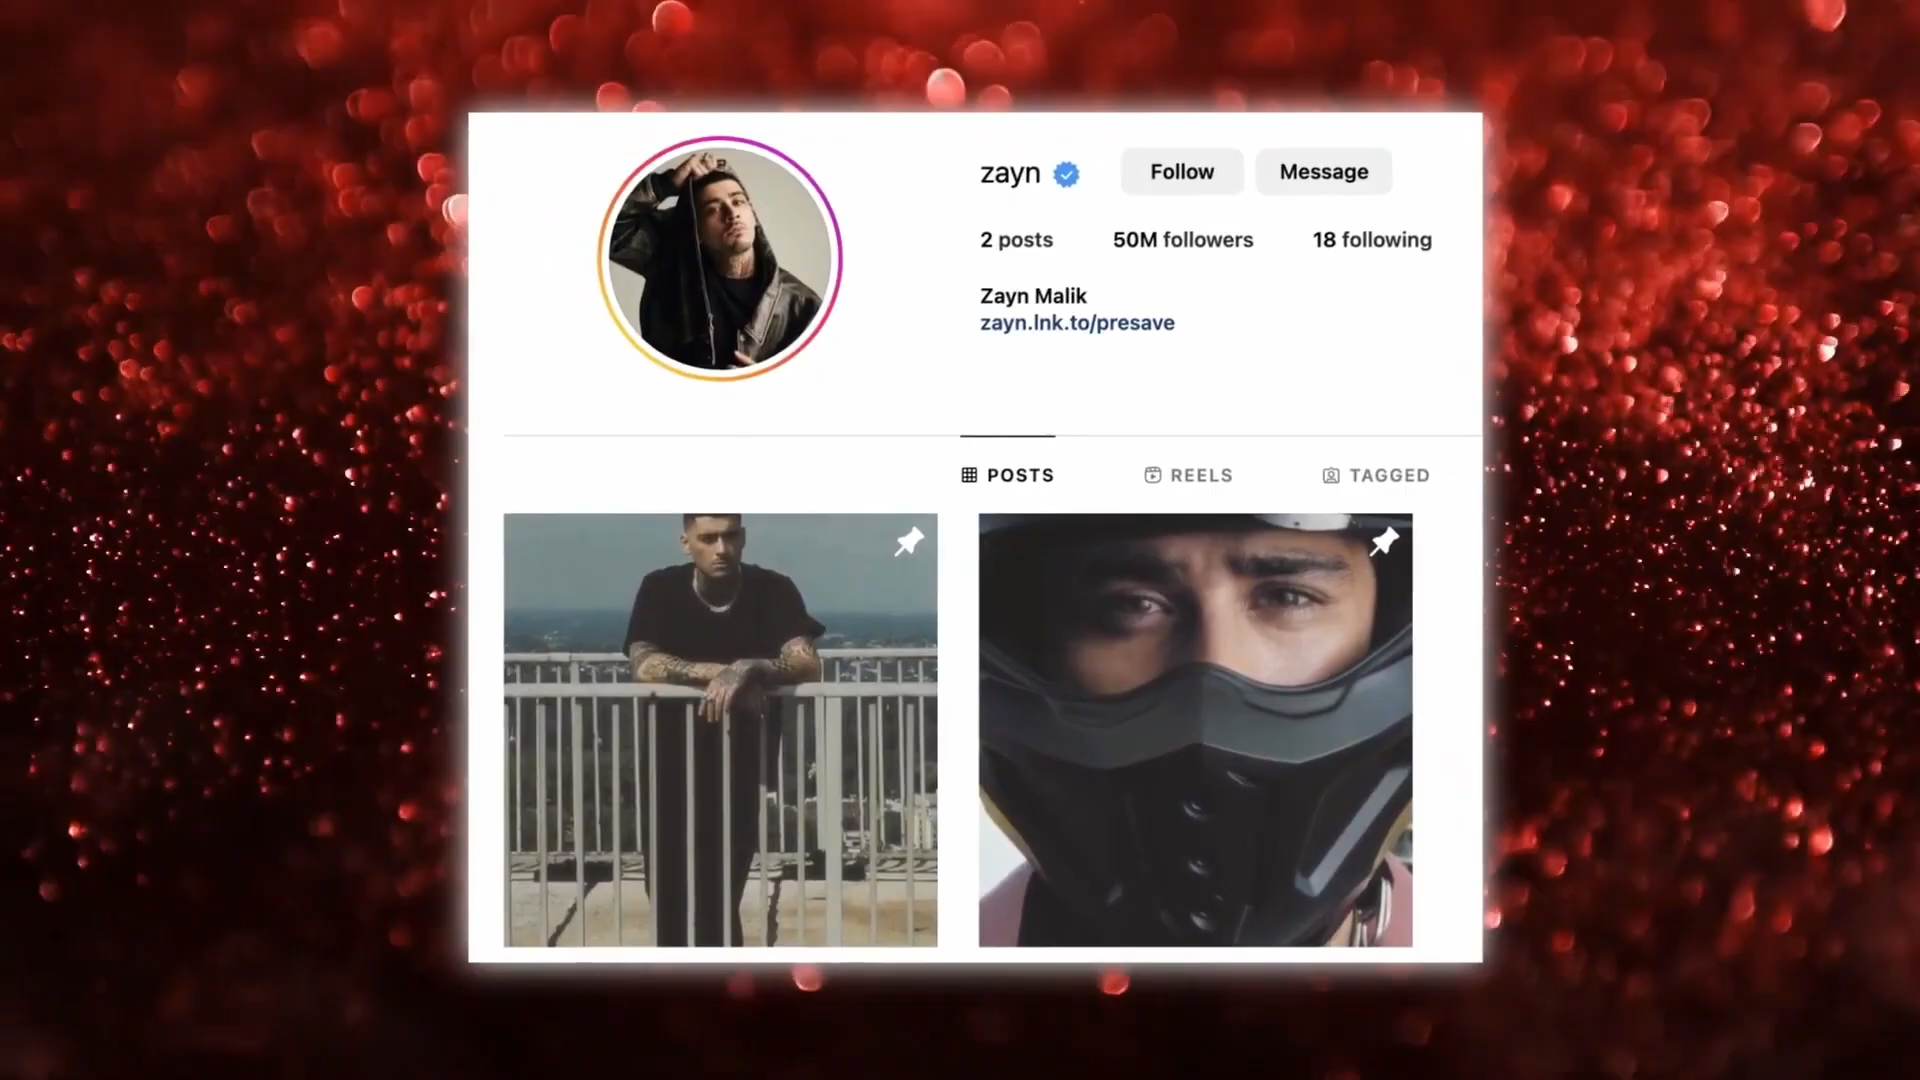 zayn Follow Message
2 posts 50M followers 18 following
Zayn Malik
zayn.lnk.to/presave
POSTS REELS TAGGED